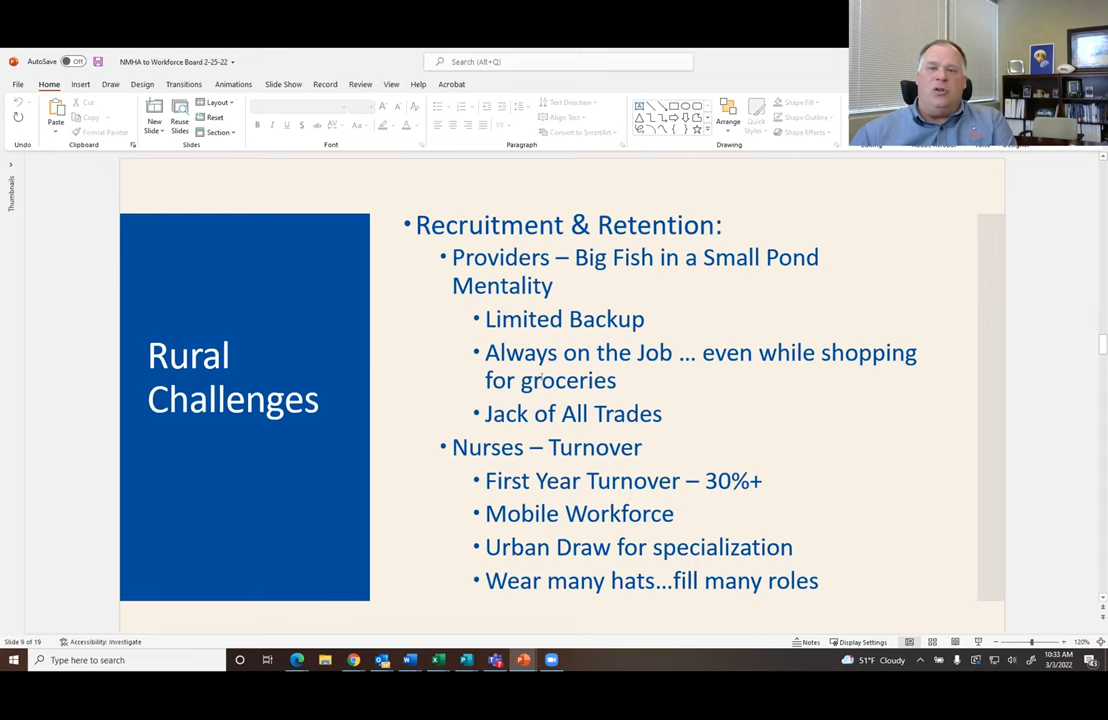 AutoSave Off NMHA to Workforce Board 2-25-22 Search (Alt+Q)
File Home Insert Draw Design Transitions Animations Slide Show Record Review View Help Acrobat
Paste Cut Copy Format Painter
New Slide Reuse Slides Layout Reset Section
B I U S ab AV Aa A A
Text Direction Align Text Convert to SmartArt
Arrange Quick Styles Shape Fill Shape Outline Shape Effects
Undo Clipboard Slides Font Paragraph Drawing
Thumbnails
Rural
Challenges
• Recruitment & Retention:
• Providers – Big Fish in a Small Pond
Mentality
• Limited Backup
• Always on the Job ... even while shopping
for groceries
• Jack of All Trades
• Nurses – Turnover
• First Year Turnover – 30%+
• Mobile Workforce
• Urban Draw for specialization
• Wear many hats...fill many roles
Slide 9 of 19 Accessibility: Investigate Notes Display Settings 120%
Type here to search 51°F Cloudy 10:33 AM
3/3/2022